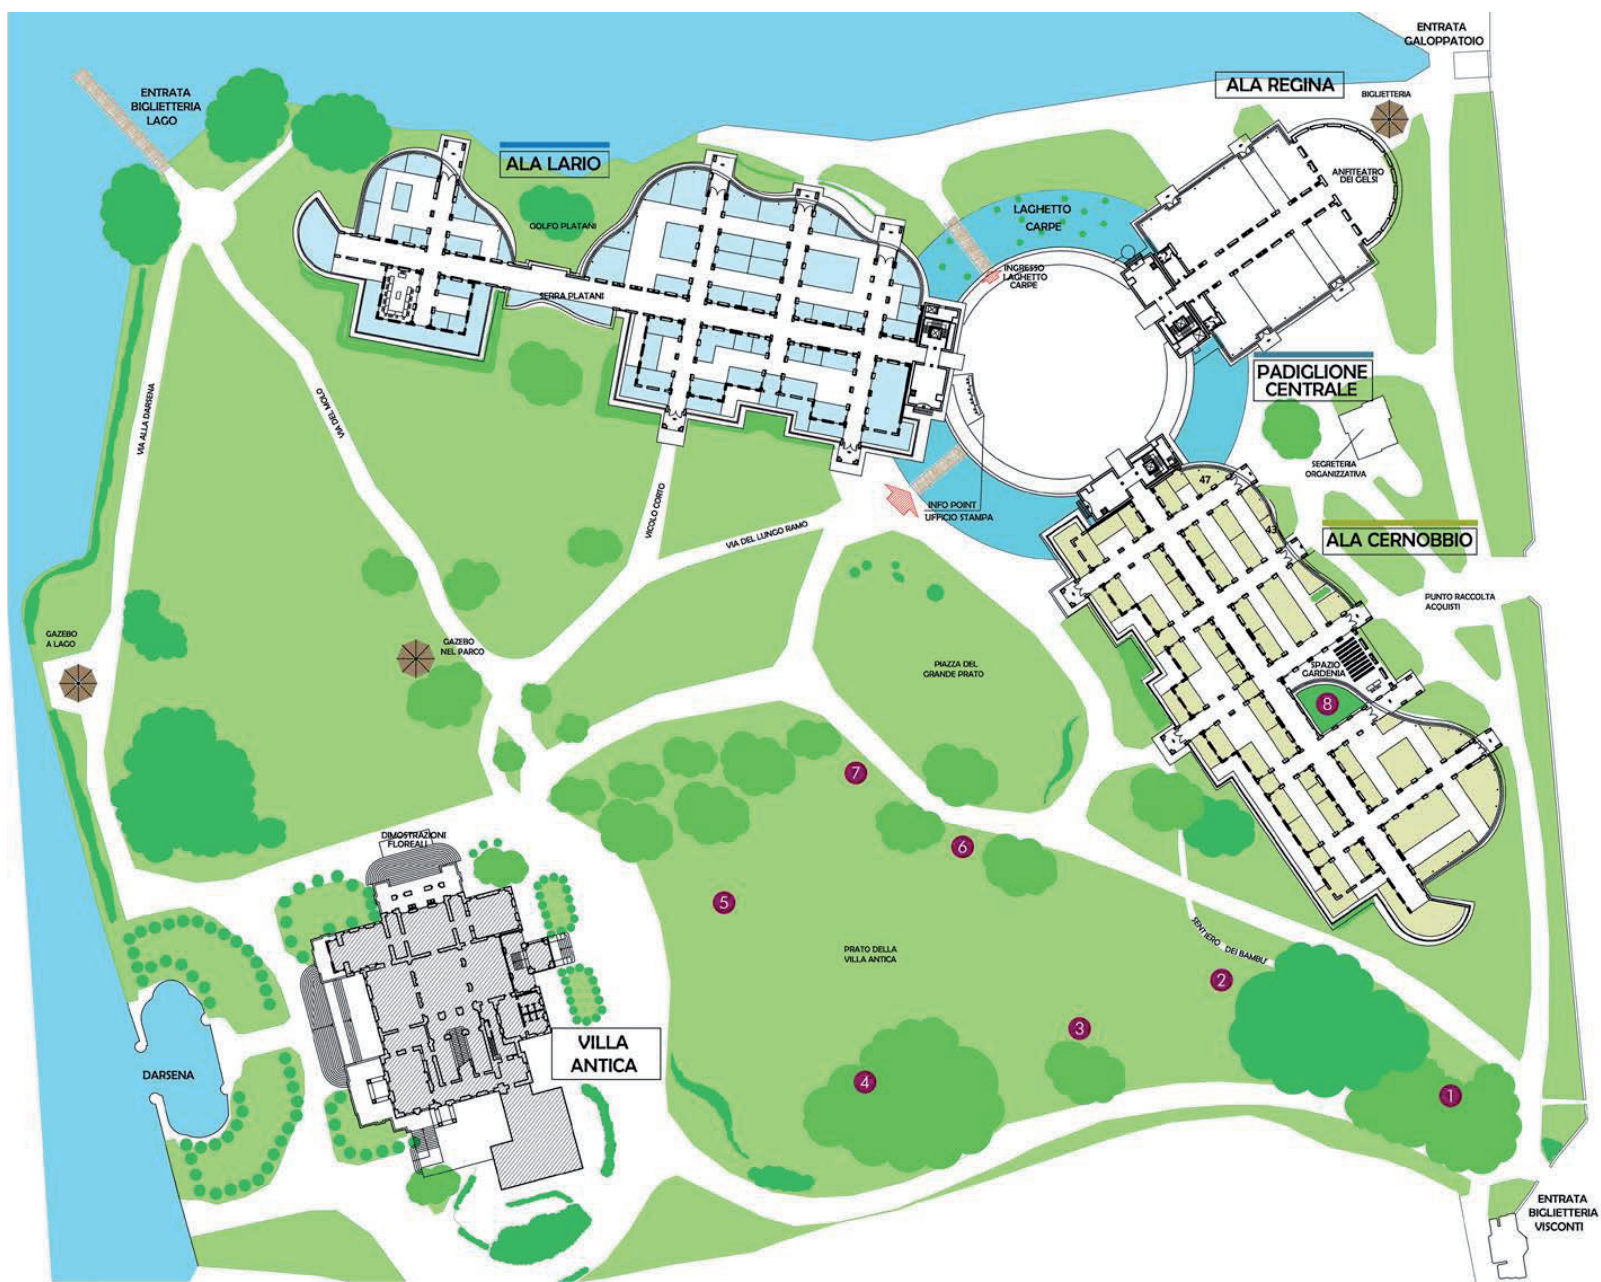 ENTRATA
GALOPPATOIO
ALA REGINA
BIGLIETTERIA
ENTRATA
BIGLIETTERIA
LAGO
ALA LARIO
ANFITEATRO
DEI GELSI
LAGHETTO
CARPE
GOLFO PLATANI
INGRESSO
LAGHETTO
CARPE
SERRA PLATANI
PADIGLIONE
CENTRALE
VIA ALLA DARSENA
VIA DEL MOLO
SEGRETERIA
ORGANIZZATIVA
47
INFO POINT
UFFICIO STAMPA
VICOLO CORTO
VIA DEL LUNGO RAMO
43
ALA CERNOBBIO
PUNTO RACCOLTA
ACQUISTI
GAZEBO
A LAGO
GAZEBO
NEL PARCO
PIAZZA DEL
GRANDE PRATO
SPAZIO
GARDENIA
8
7
DIMOSTRAZIONI
FLOREALI
6
5
PRATO DELLA
VILLA ANTICA
SENTIERO DEI BAMBU'
2
3
VILLA
ANTICA
DARSENA
4
1
ENTRATA
BIGLIETTERIA
VISCONTI